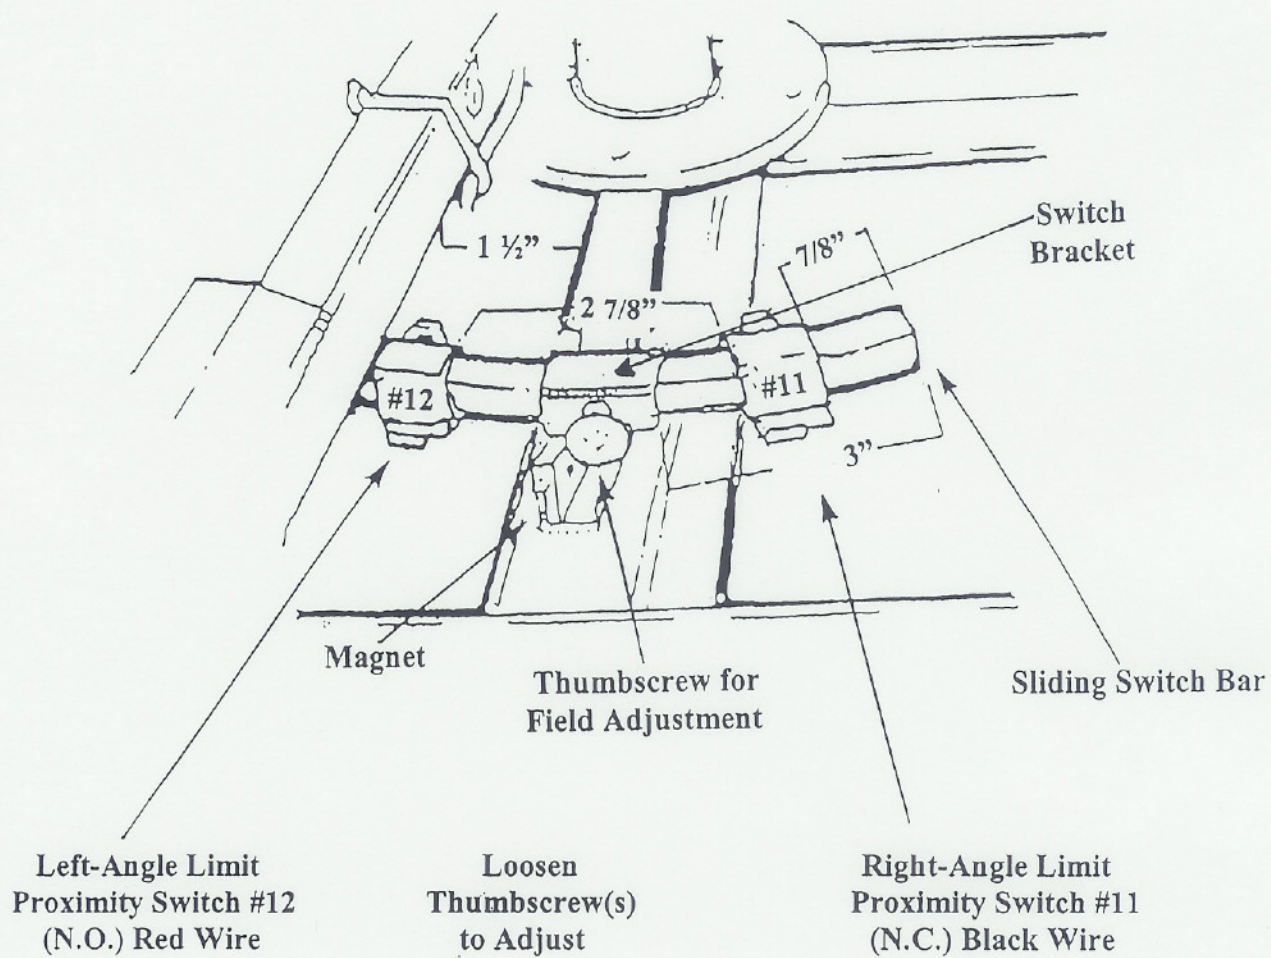 Switch
Bracket
7/8”
1 ½”
2 7/8”
#12
#11
3”
Magnet
Thumbscrew for
Field Adjustment
Sliding Switch Bar
Left-Angle Limit
Proximity Switch #12
(N.O.) Red Wire
Loosen
Thumbscrew(s)
to Adjust
Right-Angle Limit
Proximity Switch #11
(N.C.) Black Wire